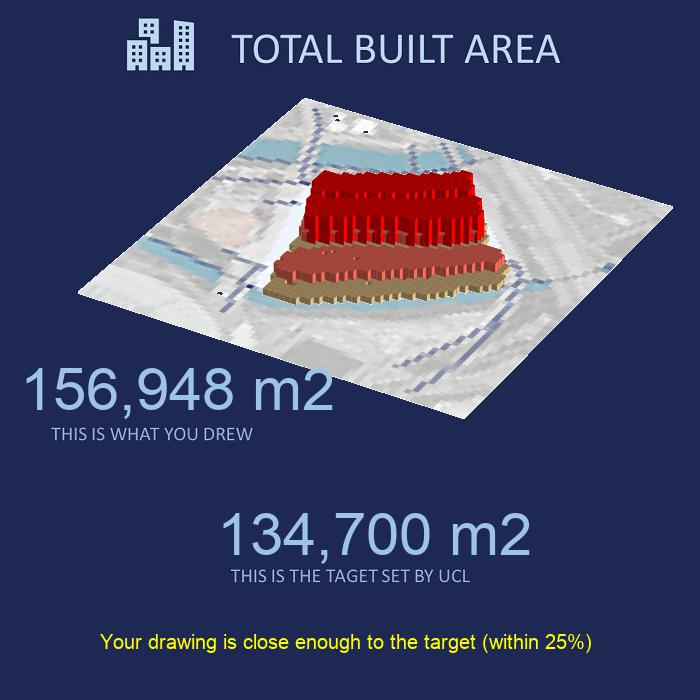 TOTAL BUILT AREA
156,948 m2
THIS IS WHAT YOU DREW
134,700 m2
THIS IS THE TAGET SET BY UCL
Your drawing is close enough to the target (within 25%)